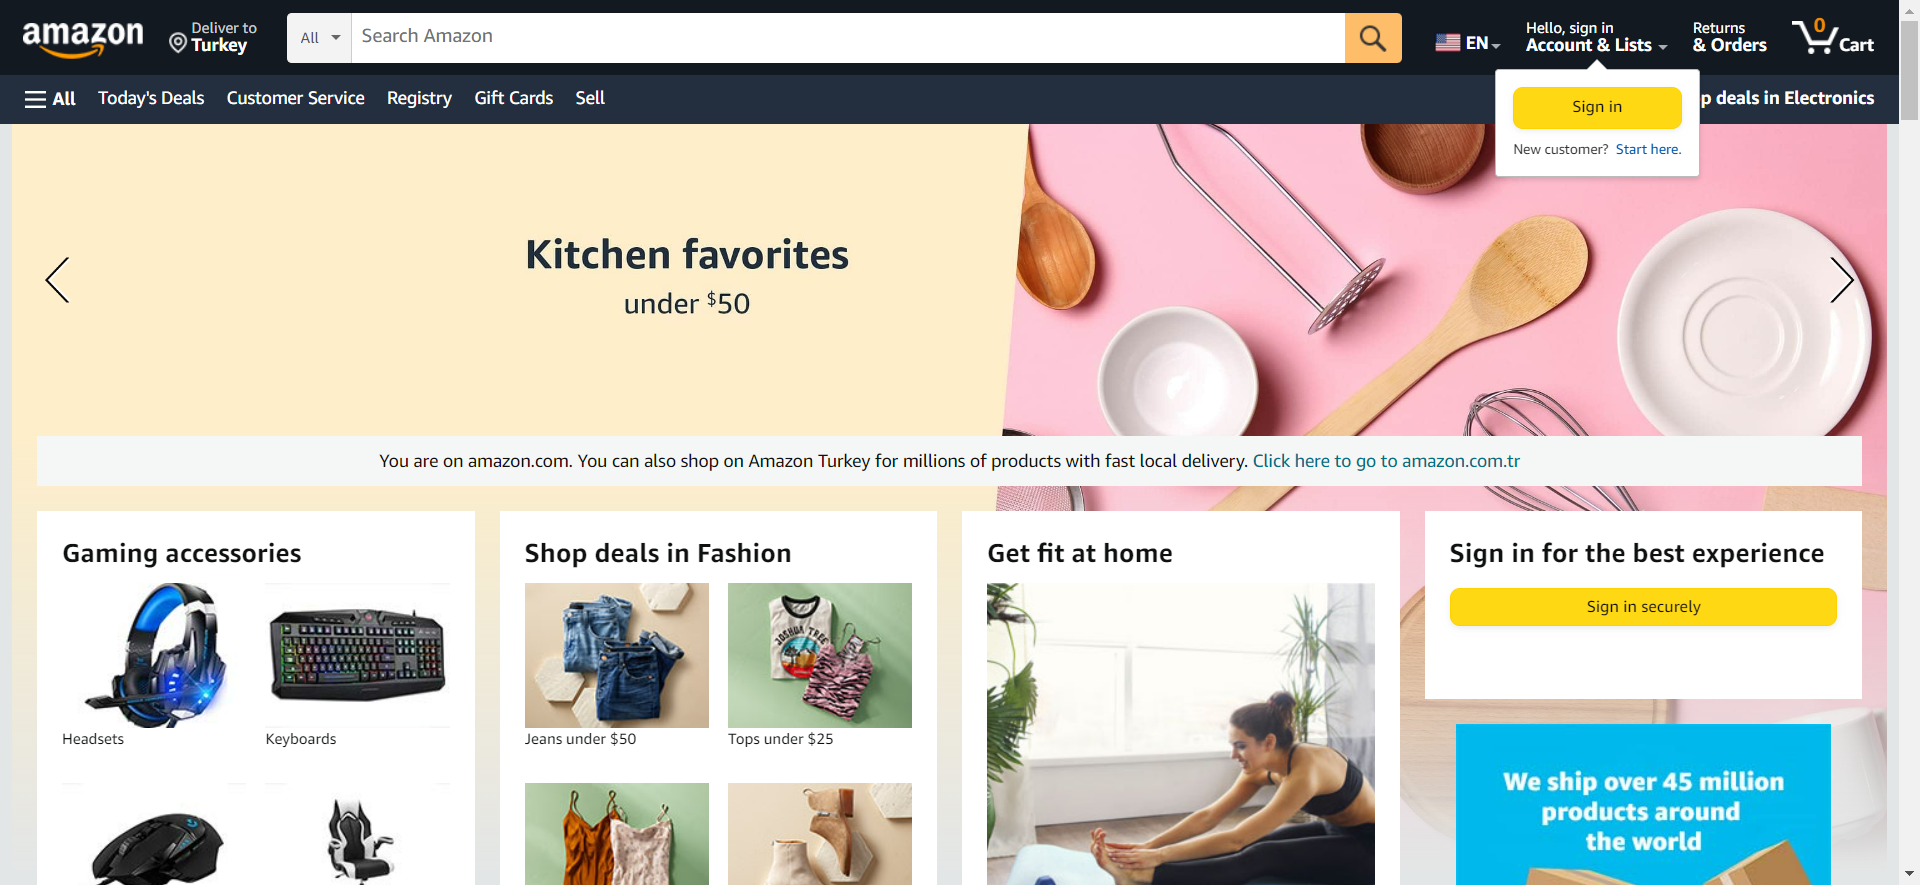 amazon
Deliver to
Turkey
All
Search Amazon
EN
Hello, sign in
Account & Lists
Returns
& Orders
0
Cart
All
Today's Deals
Customer Service
Registry
Gift Cards
Sell
p deals in Electronics
Sign in
New customer? Start here.
Kitchen favorites
under $50
You are on amazon.com. You can also shop on Amazon Turkey for millions of products with fast local delivery. Click here to go to amazon.com.tr
Gaming accessories
Headsets
Keyboards
Shop deals in Fashion
JOSHUA TREE
Jeans under $50
Tops under $25
Get fit at home
Sign in for the best experience
Sign in securely
We ship over 45 million
products around
the world